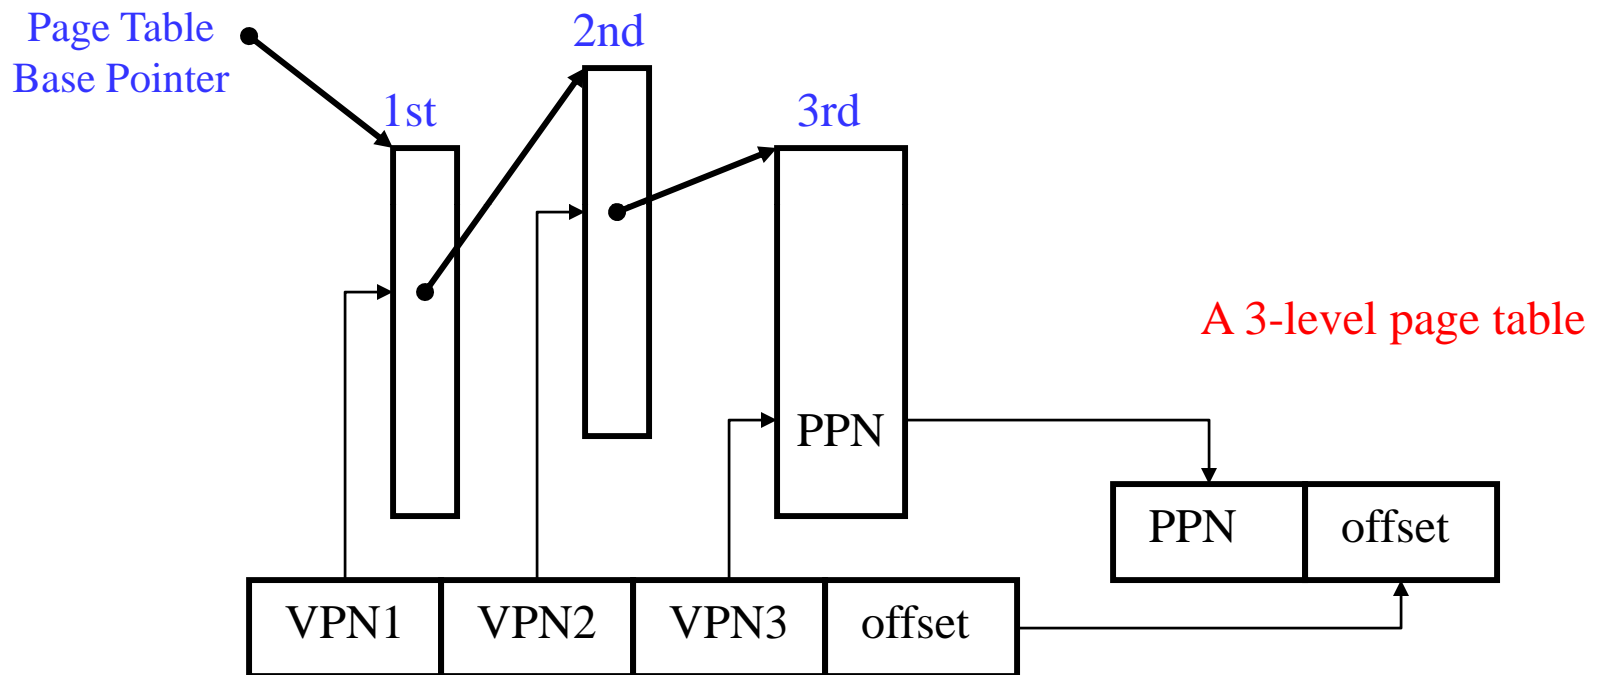 Page Table
Base Pointer
1st
2nd
3rd
A 3-level page table
PPN
PPN
offset
VPN1
VPN2
VPN3
offset